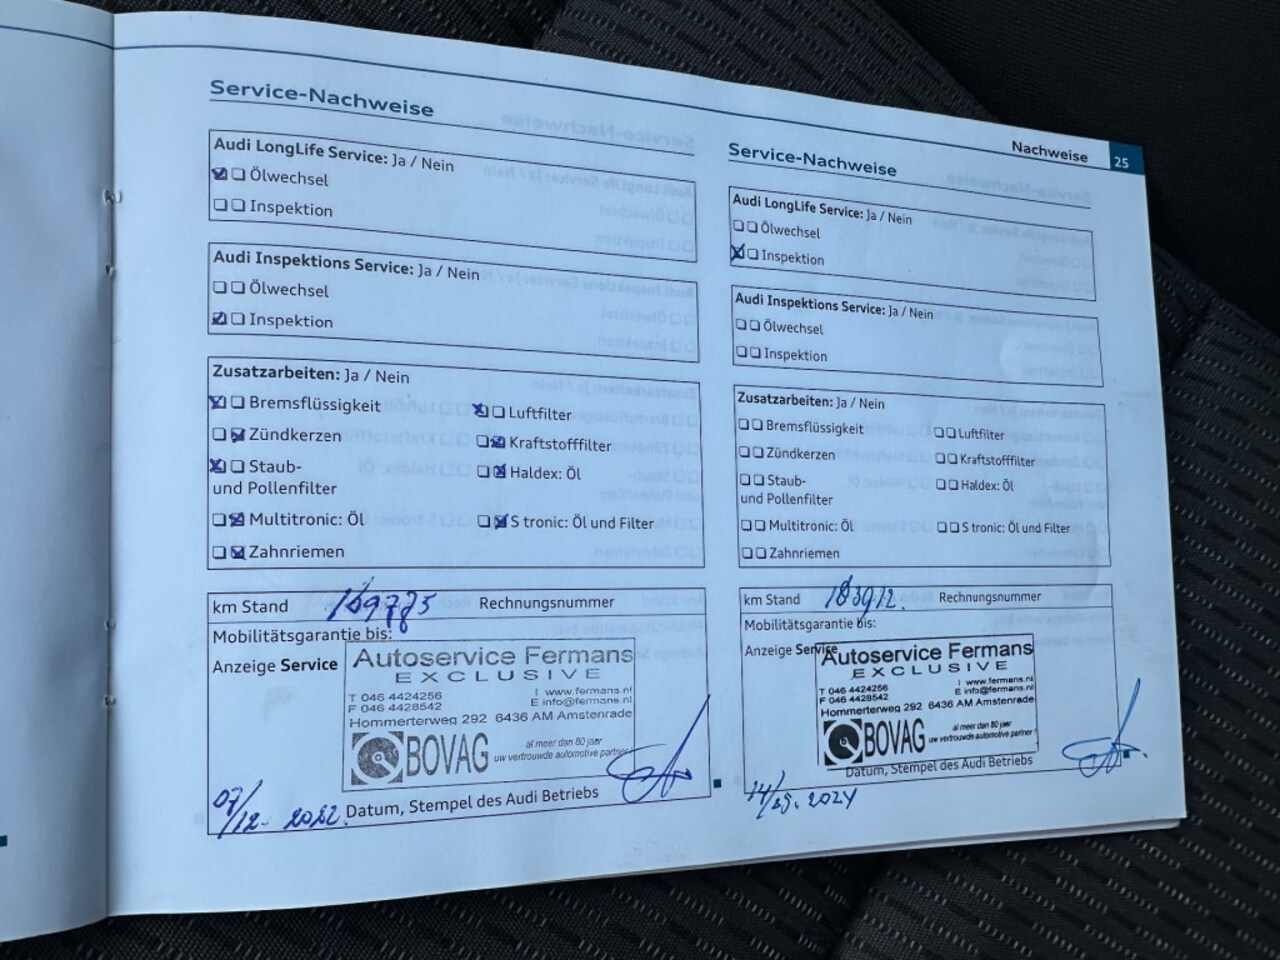 Nachweise 25
Service-Nachweise
Audi LongLife Service: Ja / Nein
Ölwechsel
Inspektion
Audi Inspektions Service: Ja / Nein
Ölwechsel
Inspektion
Zusatzarbeiten: Ja / Nein
Bremsflüssigkeit
Luftfilter
Zündkerzen
Kraftstofffilter
Staub-
und Pollenfilter
Haldex: Öl
Multitronic: Öl
S tronic: Öl und Filter
Zahnriemen
km Stand
Rechnungsnummer
Mobilitätsgarantie bis:
Anzeige Service
Autoservice Fermans
EXCLUSIVE
T 046 4424256 I www.fermans.nl
F 046 4428542 E info@fermans.nl
Hommerterweg 292 6436 AM Amstenrade
BOVAG
al meer dan 80 jaar
uw vertrouwde automotive partner!
07/12-2022
Datum, Stempel des Audi Betriebs
Service-Nachweise
Audi LongLife Service: Ja / Nein
Ölwechsel
Inspektion
Audi Inspektions Service: Ja / Nein
Ölwechsel
Inspektion
Zusatzarbeiten: Ja / Nein
Bremsflüssigkeit
Luftfilter
Zündkerzen
Kraftstofffilter
Staub-
und Pollenfilter
Haldex: Öl
Multitronic: Öl
S tronic: Öl und Filter
Zahnriemen
km Stand 183912.
Rechnungsnummer
Mobilitätsgarantie bis:
Anzeige Service
Autoservice Fermans
EXCLUSIVE
T 046 4424256 I www.fermans.nl
F 046 4428542 E info@fermans.nl
Hommerterweg 292 6436 AM Amstenrade
BOVAG
al meer dan 80 jaar
uw vertrouwde automotive partner!
Datum, Stempel des Audi Betriebs